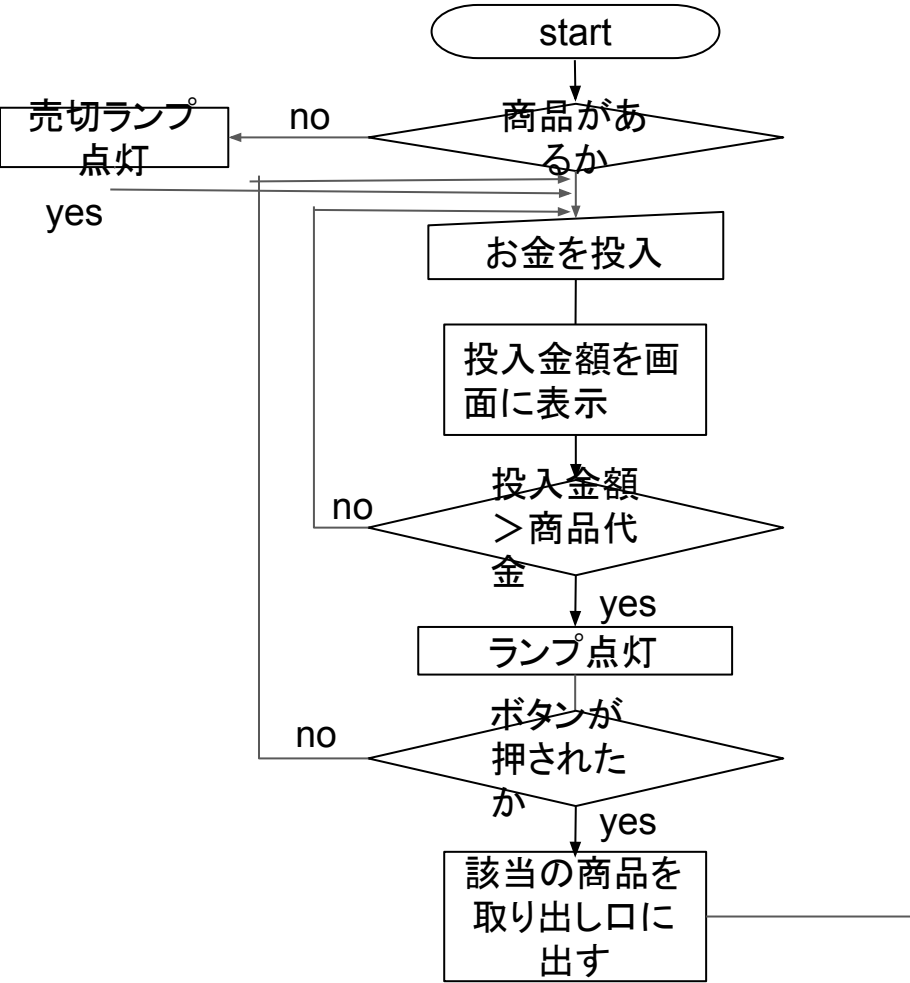 start
商品があ
るか
no
売切ランプ
点灯
yes
お金を投入
投入金額を画
面に表示
投入金額
＞商品代
金
no
yes
ランプ点灯
ボタンが
押された
か
no
yes
該当の商品を
取り出し口に
出す